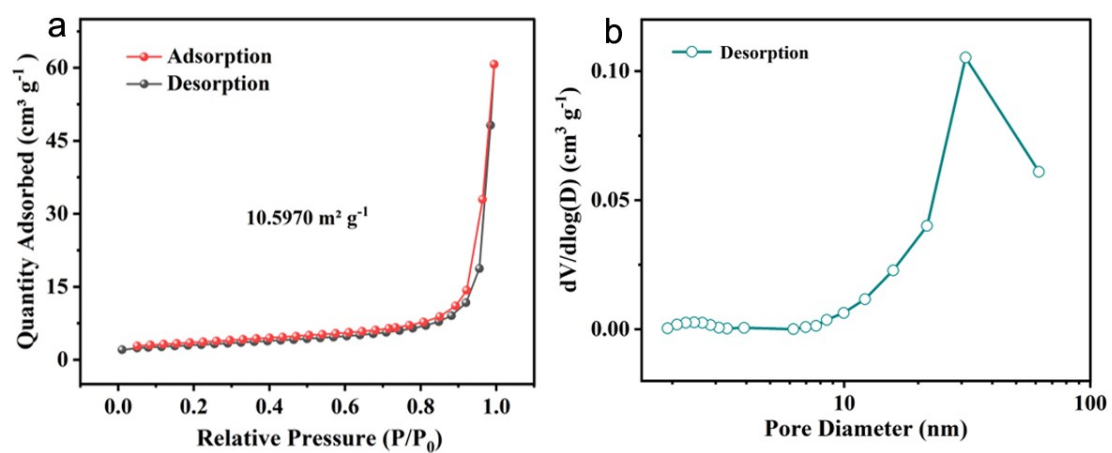 a
Adsorption
Desorption
10.5970 m² g⁻¹
Quantity Adsorbed (cm³ g⁻¹)
60
45
30
15
0
0.0 0.2 0.4 0.6 0.8 1.0
Relative Pressure (P/P₀)
b
Desorption
dV/dlog(D) (cm³ g⁻¹)
0.10
0.05
0.00
10 100
Pore Diameter (nm)